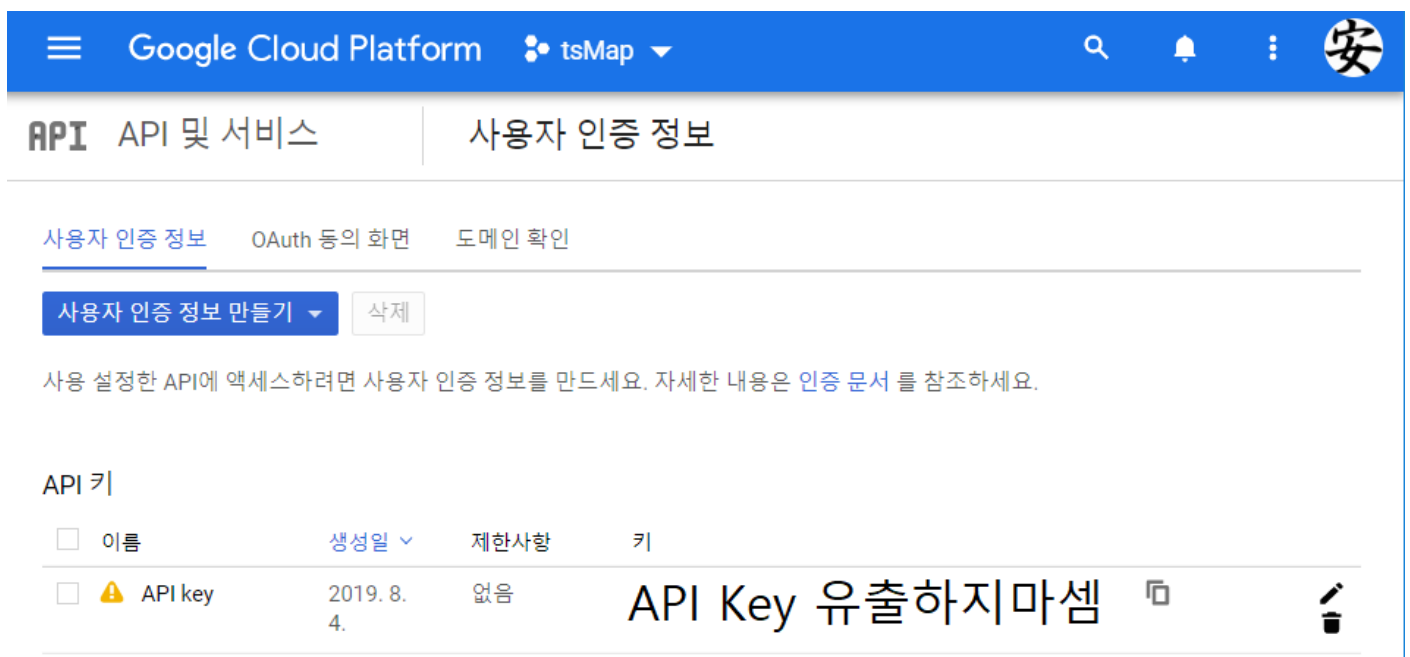 Google Cloud Platform tsMap 安
API API 및 서비스 사용자 인증 정보
사용자 인증 정보 OAuth 동의 화면 도메인 확인
사용자 인증 정보 만들기 삭제
사용 설정한 API에 액세스하려면 사용자 인증 정보를 만드세요. 자세한 내용은 인증 문서 를 참조하세요.
API 키
이름 생성일 제한사항 키
API key 2019. 8. 없음 API Key 유출하지마셈
4.